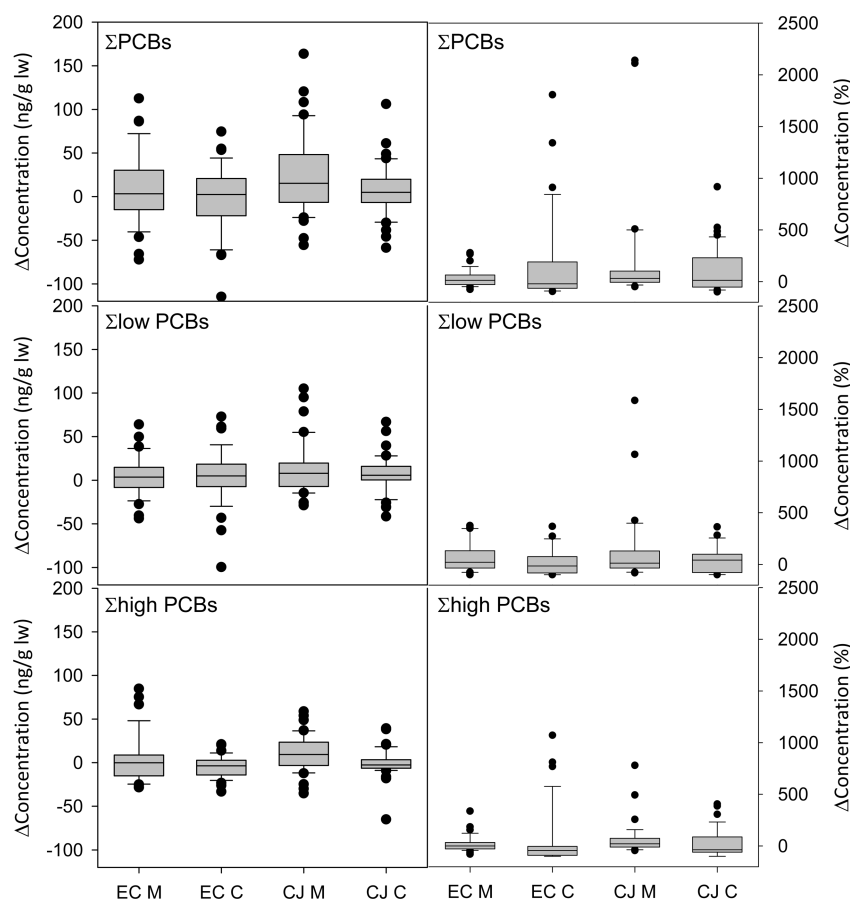 ΣPCBs
200
150
100
50
0
-50
-100
ΔConcentration (ng/g lw)
ΣPCBs
2500
2000
1500
1000
500
0
ΔConcentration (%)
Σlow PCBs
200
150
100
50
0
-50
-100
ΔConcentration (ng/g lw)
Σlow PCBs
2500
2000
1500
1000
500
0
ΔConcentration (%)
Σhigh PCBs
200
150
100
50
0
-50
-100
ΔConcentration (ng/g lw)
Σhigh PCBs
2500
2000
1500
1000
500
0
ΔConcentration (%)
EC M EC C CJ M CJ C
EC M EC C CJ M CJ C